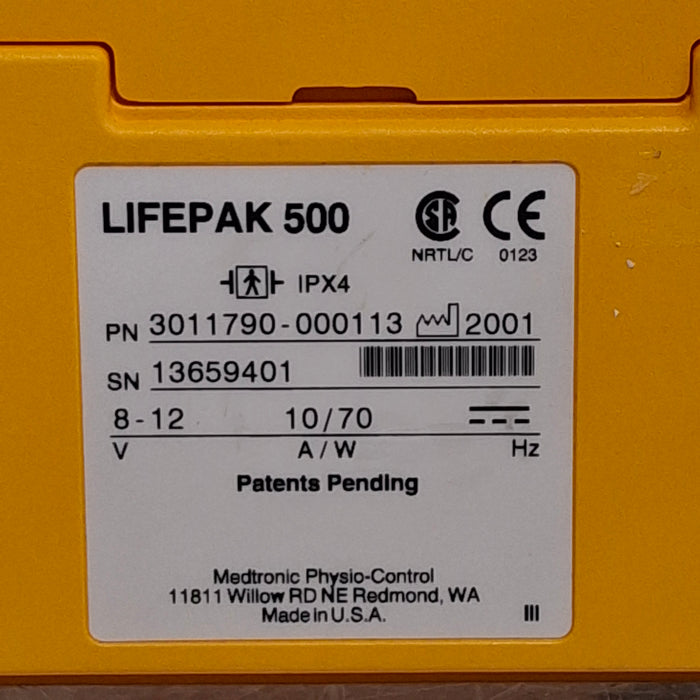 LIFEPAK 500
NRTL/C 0123
IPX4
PN 3011790-000113 2001
SN 13659401
8-12 10/70
V A/W Hz
Patents Pending
Medtronic Physio-Control
11811 Willow RD NE Redmond, WA
Made in U.S.A.
III